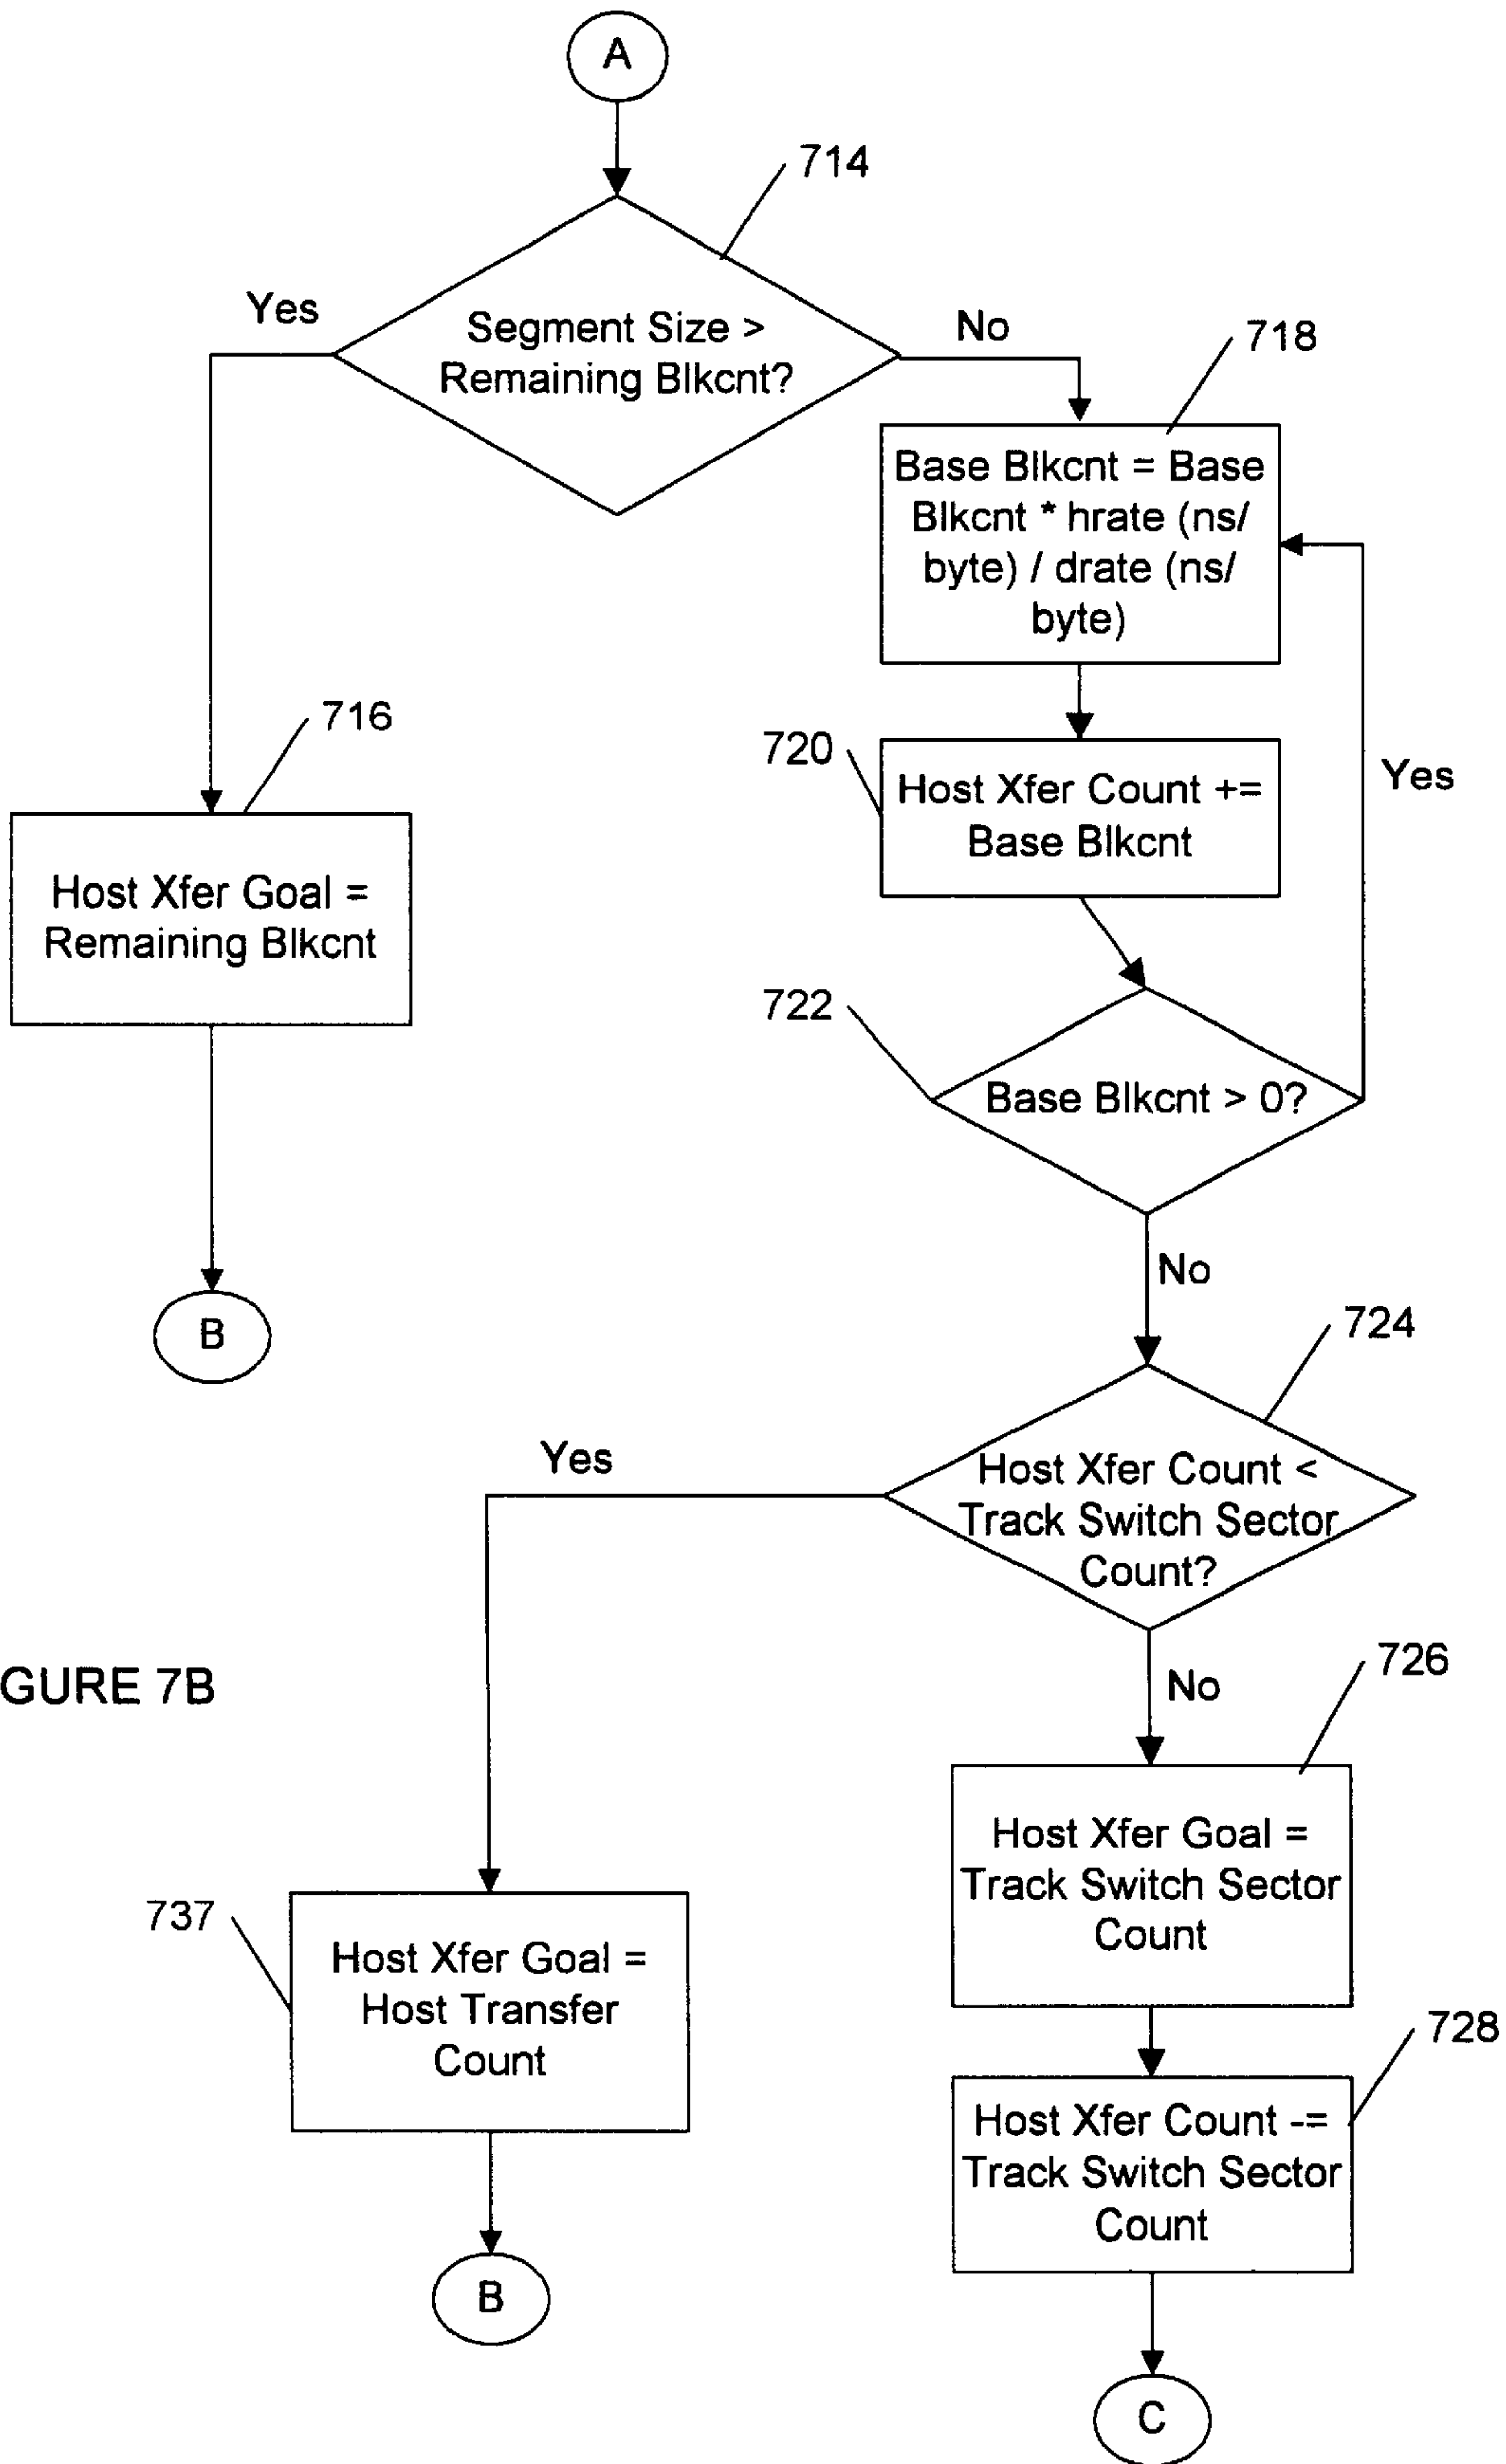 A
714
Yes
Segment Size >
Remaining Blkcnt?
No
718
Base Blkcnt = Base
Blkcnt * hrate (ns/
byte) / drate (ns/
byte)
716
Host Xfer Goal =
Remaining Blkcnt
B
720
Host Xfer Count +=
Base Blkcnt
Yes
722
Base Blkcnt > 0?
No
724
Yes
Host Xfer Count <
Track Switch Sector
Count?
GURE 7B
No
726
Host Xfer Goal =
Track Switch Sector
Count
737
Host Xfer Goal =
Host Transfer
Count
B
728
Host Xfer Count -=
Track Switch Sector
Count
C